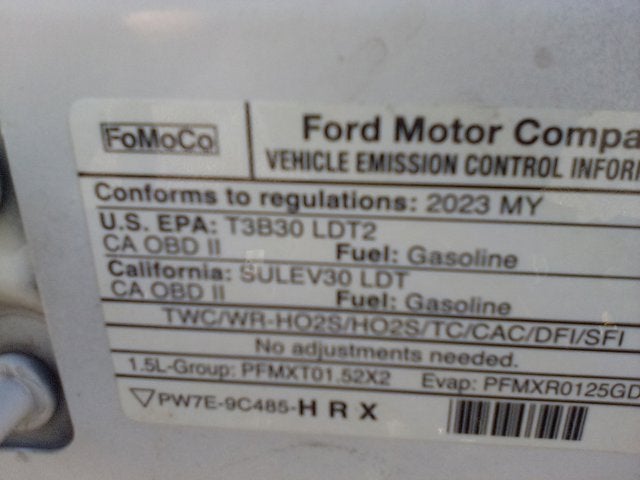 FoMoCo
Ford Motor Compa
VEHICLE EMISSION CONTROL INFOR
Conforms to regulations: 2023 MY
U.S. EPA: T3B30 LDT2
CA OBD II Fuel: Gasoline
California: SULEV30 LDT
CA OBD II Fuel: Gasoline
TWC/WR-HO2S/HO2S/TC/CAC/DFI/SFI
No adjustments needed.
1.5L-Group: PFMXT01.52X2 Evap: PFMXR0125GD
PW7E-9C485-HRX